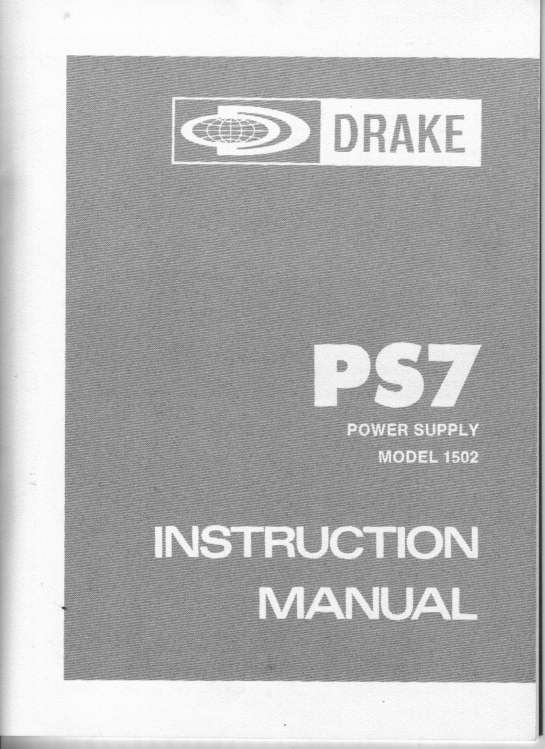 DRAKE
PS7
POWER SUPPLY
MODEL 1502
INSTRUCTION
MANUAL